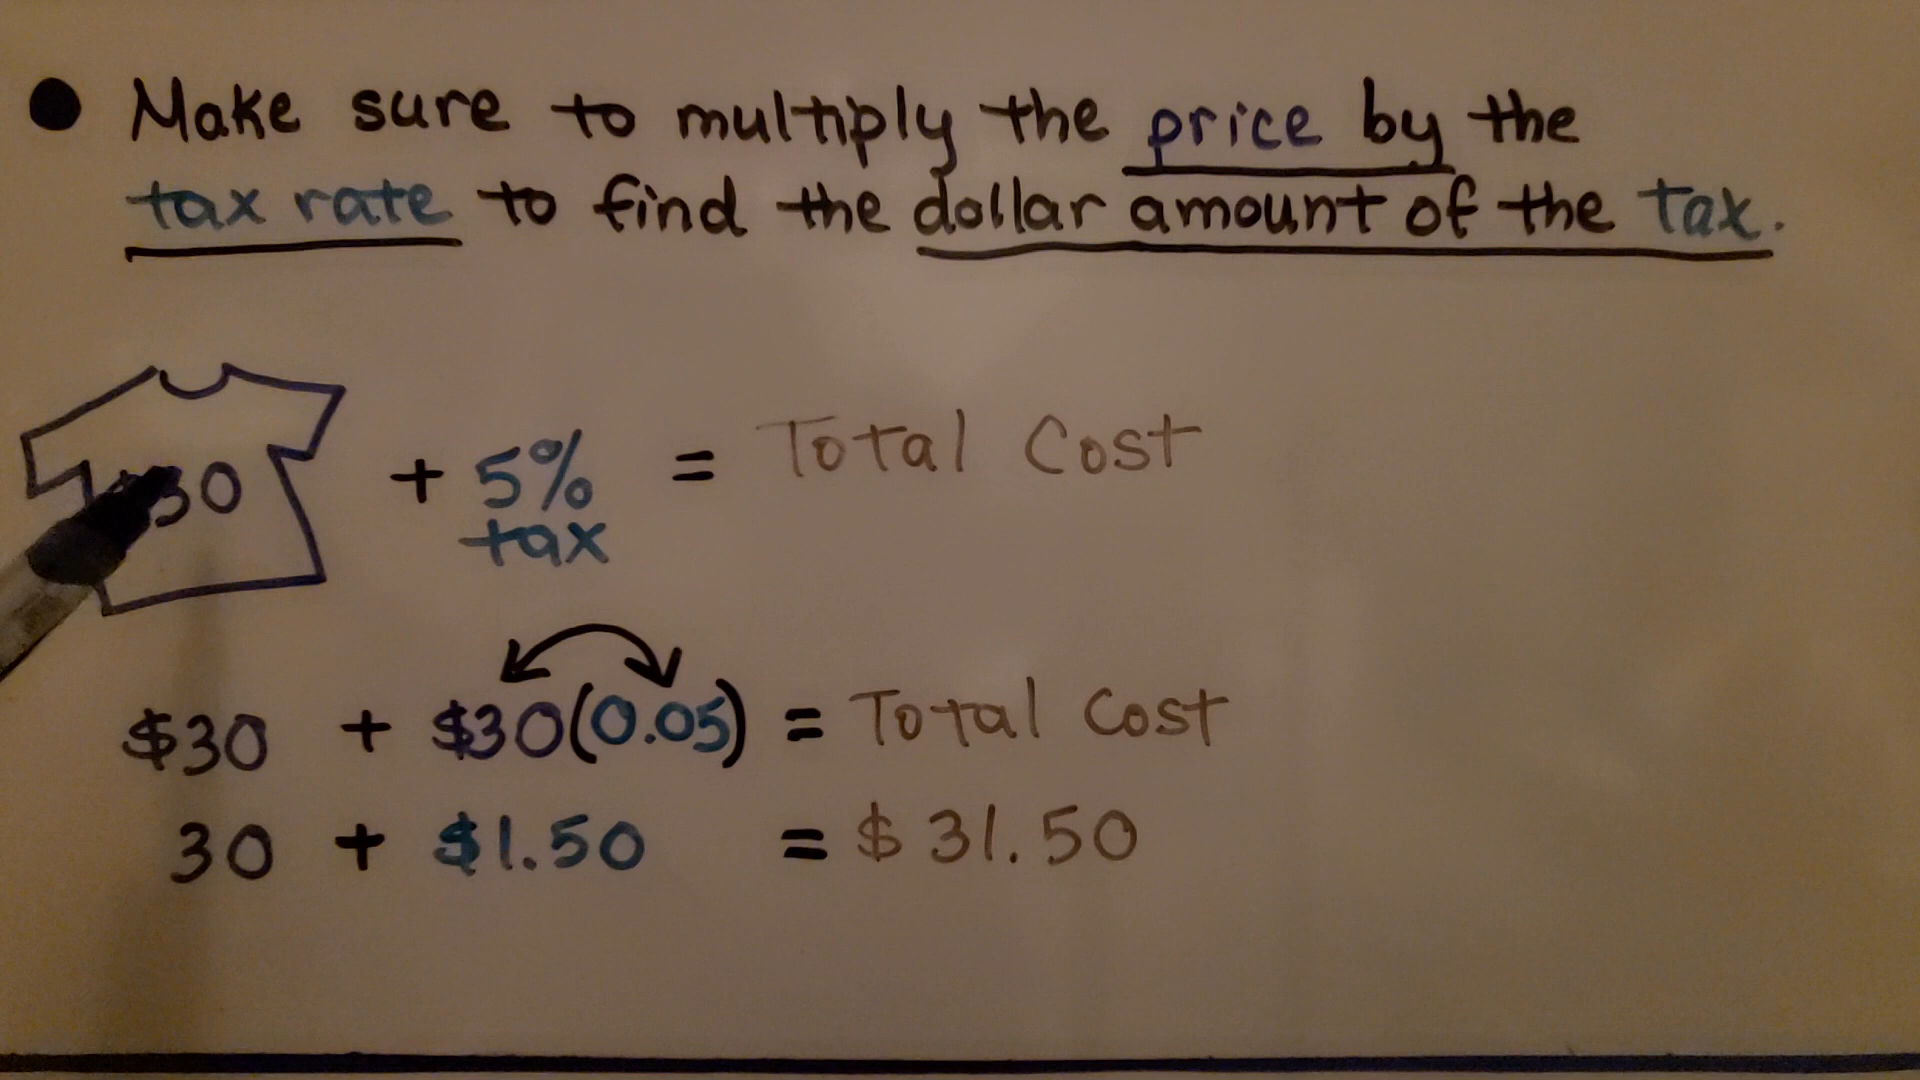 ● Make sure to multiply the price by the
tax rate to find the dollar amount of the tax.
30 + 5% = Total Cost
tax
$30 + $30(0.05) = Total Cost
30 + $1.50 = $31.50